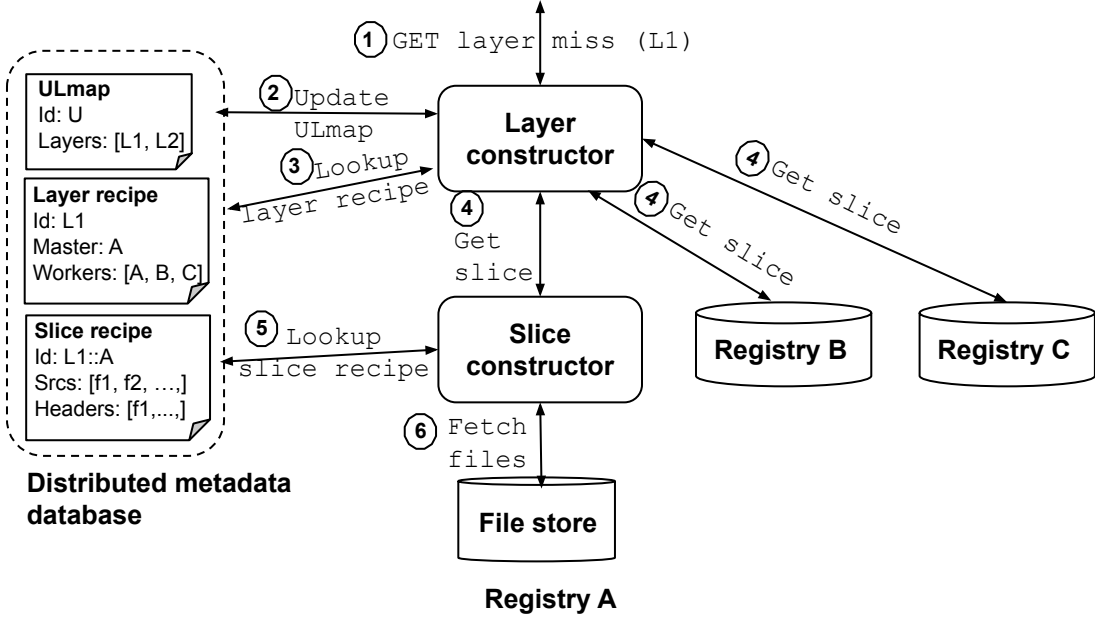 1 GET layer miss (L1)
ULmap
Id: U
Layers: [L1, L2]
2 Update
ULmap
Layer
constructor
3 Lookup
layer recipe
Layer recipe
Id: L1
Master: A
Workers: [A, B, C]
4
Get
slice
4 Get slice
4 Get slice
Slice recipe
Id: L1::A
Srcs: [f1, f2, …,]
Headers: [f1,...,]
5 Lookup
slice recipe
Slice
constructor
Registry B
Registry C
6 Fetch
files
Distributed metadata
database
File store
Registry A